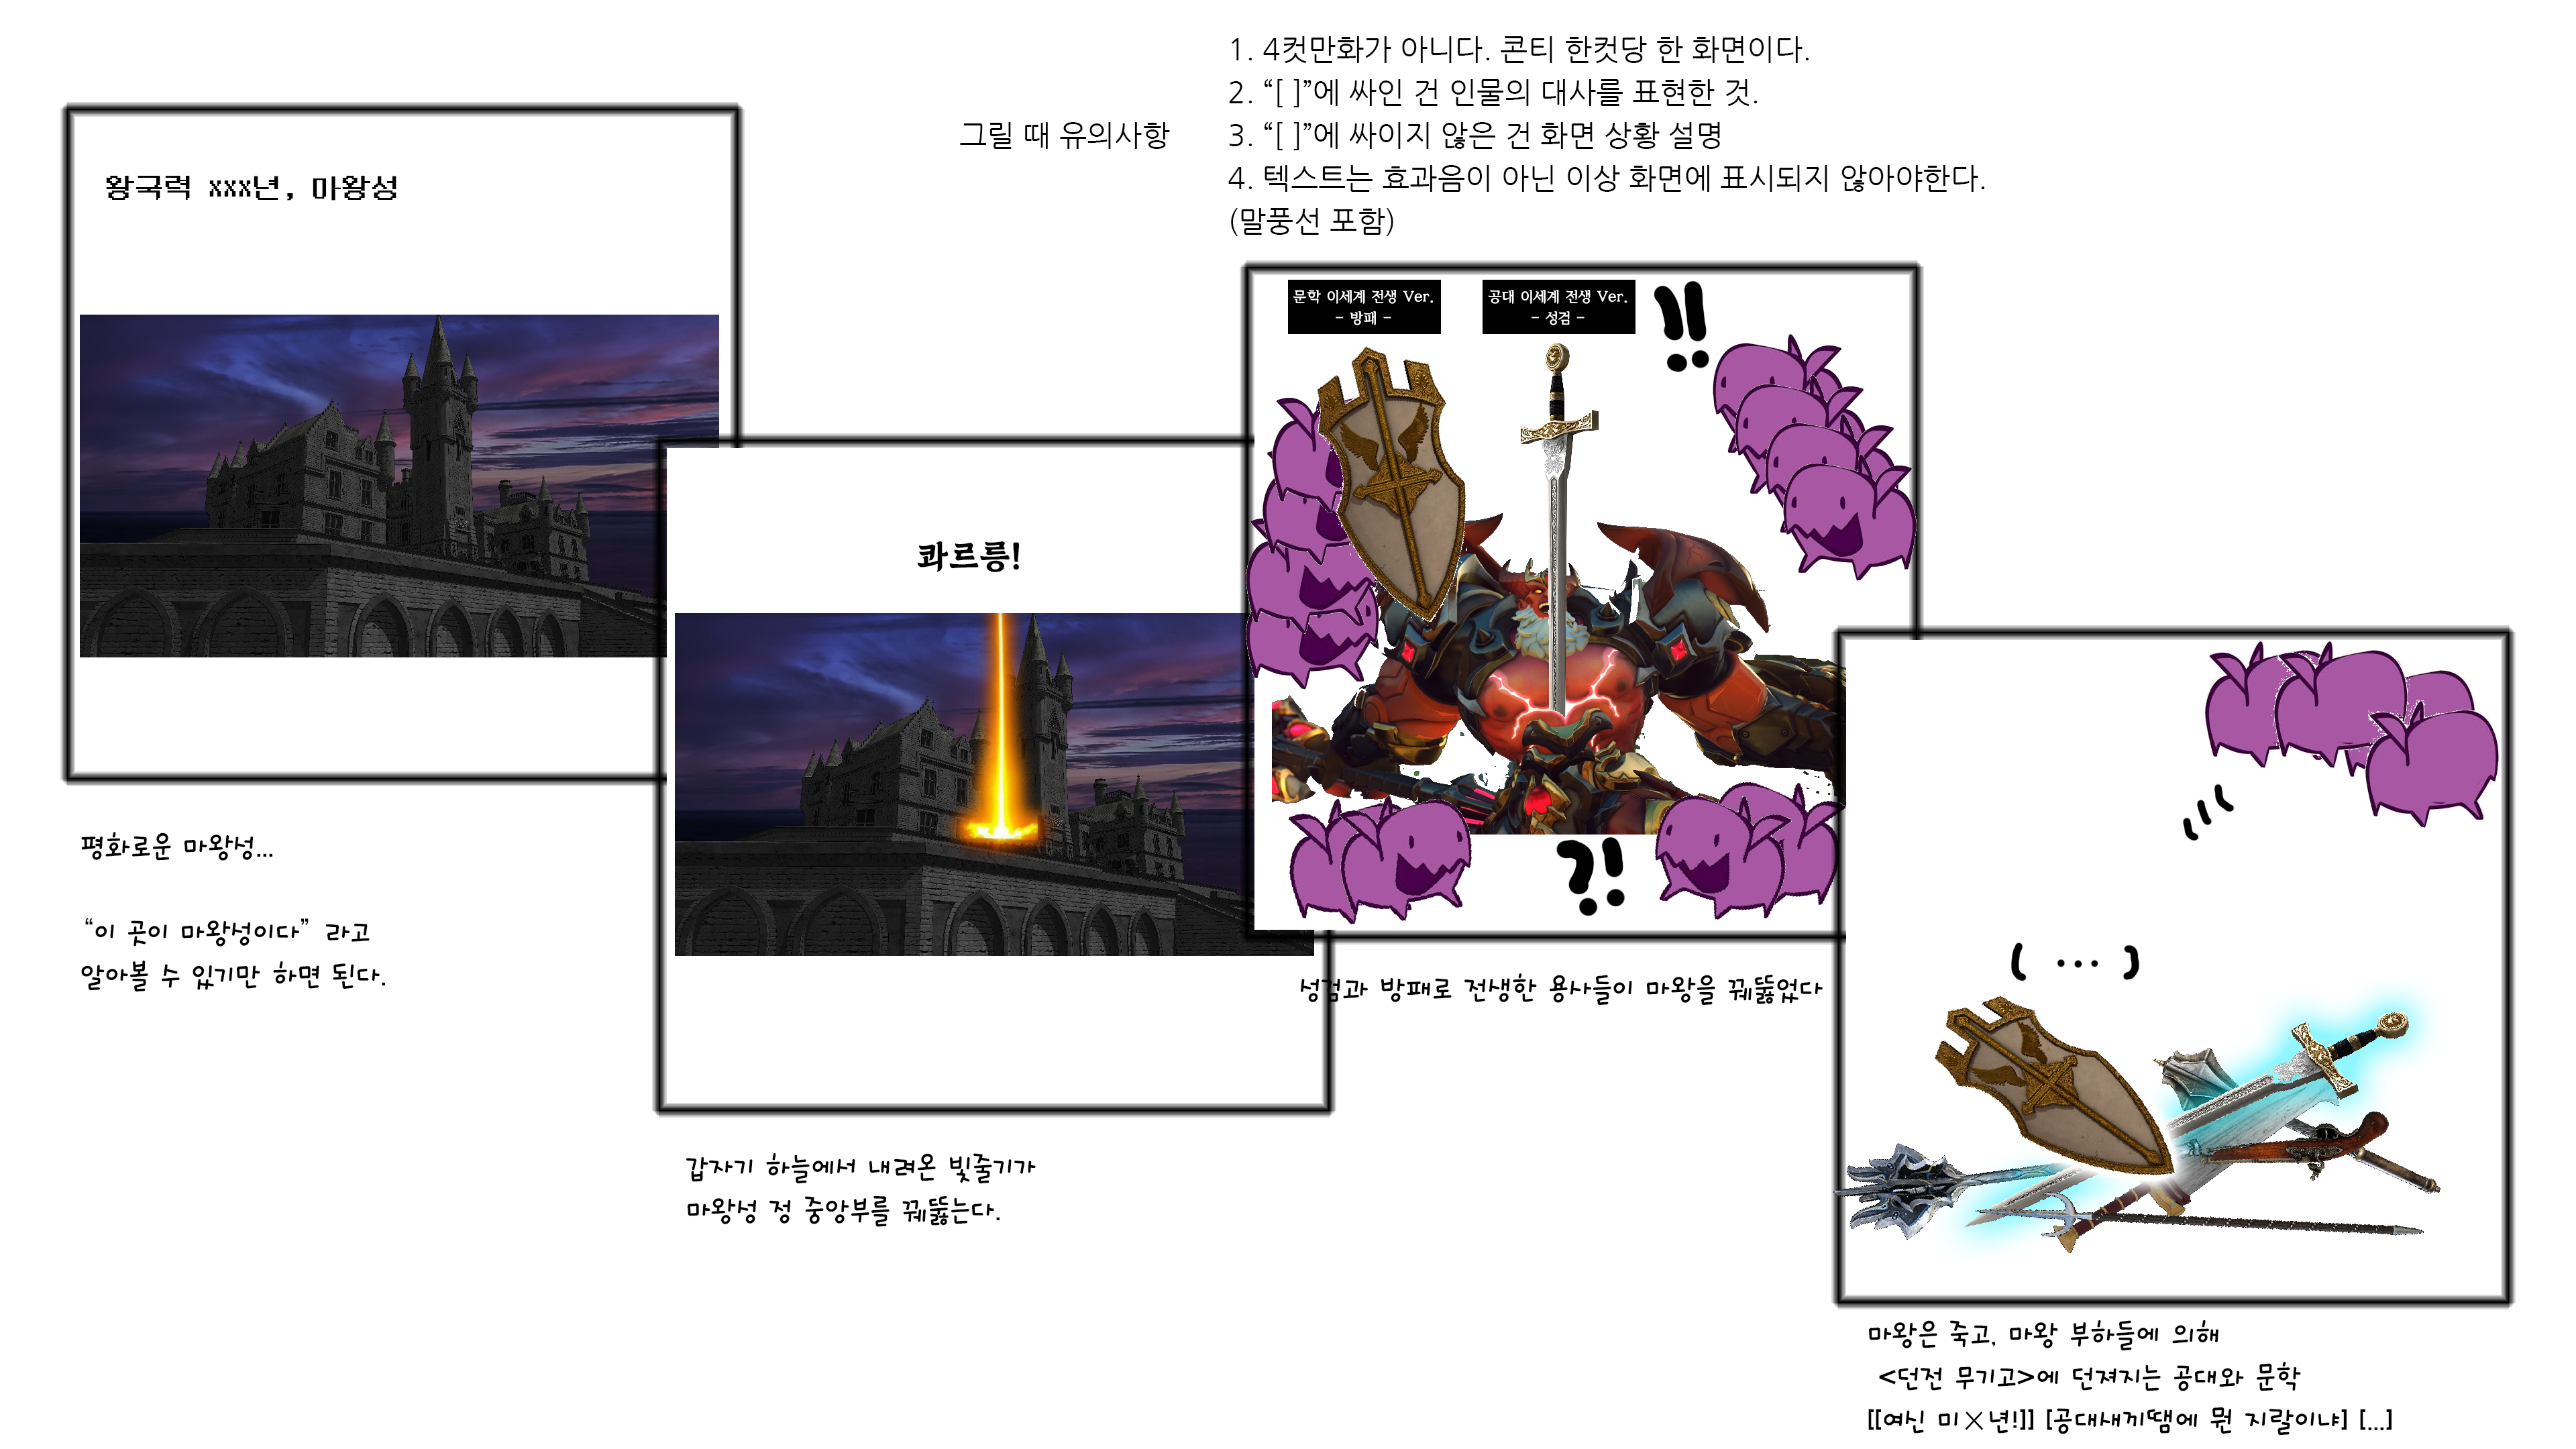 그릴 때 유의사항
1. 4컷만화가 아니다. 콘티 한컷당 한 화면이다.
2. “[ ]”에 싸인 건 인물의 대사를 표현한 것.
3. “[ ]”에 싸이지 않은 건 화면 상황 설명
4. 텍스트는 효과음이 아닌 이상 화면에 표시되지 않아야한다.
(말풍선 포함)
왕국력 xxx년, 마왕성
평화로운 마왕성...
“이 곳이 마왕성이다” 라고
알아볼 수 있기만 하면 된다.
콰르릉!
갑자기 하늘에서 내려온 빛줄기가
마왕성 정 중앙부를 꿰뚫는다.
문학 이세계 전생 Ver.
- 방패 -
공대 이세계 전생 Ver.
- 성검 -
!!
?!
성검과 방패로 전생한 용사들이 마왕을 꿰뚫었다
( ... )
마왕은 죽고, 마왕 부하들에 의해
<던전 무기고>에 던져지는 공대와 문학
[[여신 미×년!]] [공대새끼땜에 뭔 지랄이냐] [...]